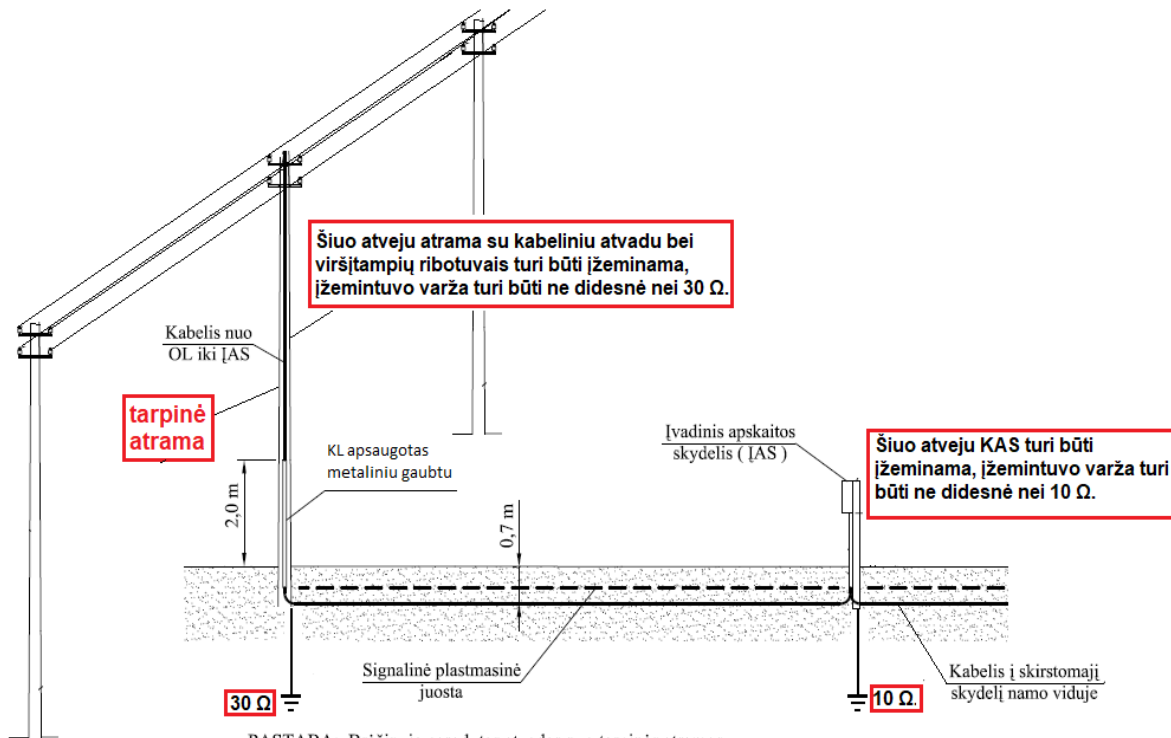 Šiuo atveju atrama su kabeliniu atvadu bei
viršįtampių ribotuvais turi būti įžeminama,
įžemintuvo varža turi būti ne didesnė nei 30 Ω.
Kabelis nuo
OL iki ĮAS
tarpinė
atrama
KL apsaugotas
metaliniu gaubtu
Įvadinis apskaitos
skydelis ( ĮAS )
Šiuo atveju KAS turi būti
įžeminama, įžemintuvo varža turi
būti ne didesnė nei 10 Ω.
2,0 m
0,7 m
Signalinė plastmasinė
juosta
Kabelis į skirstomąjį
skydelį namo viduje
30 Ω
10 Ω.